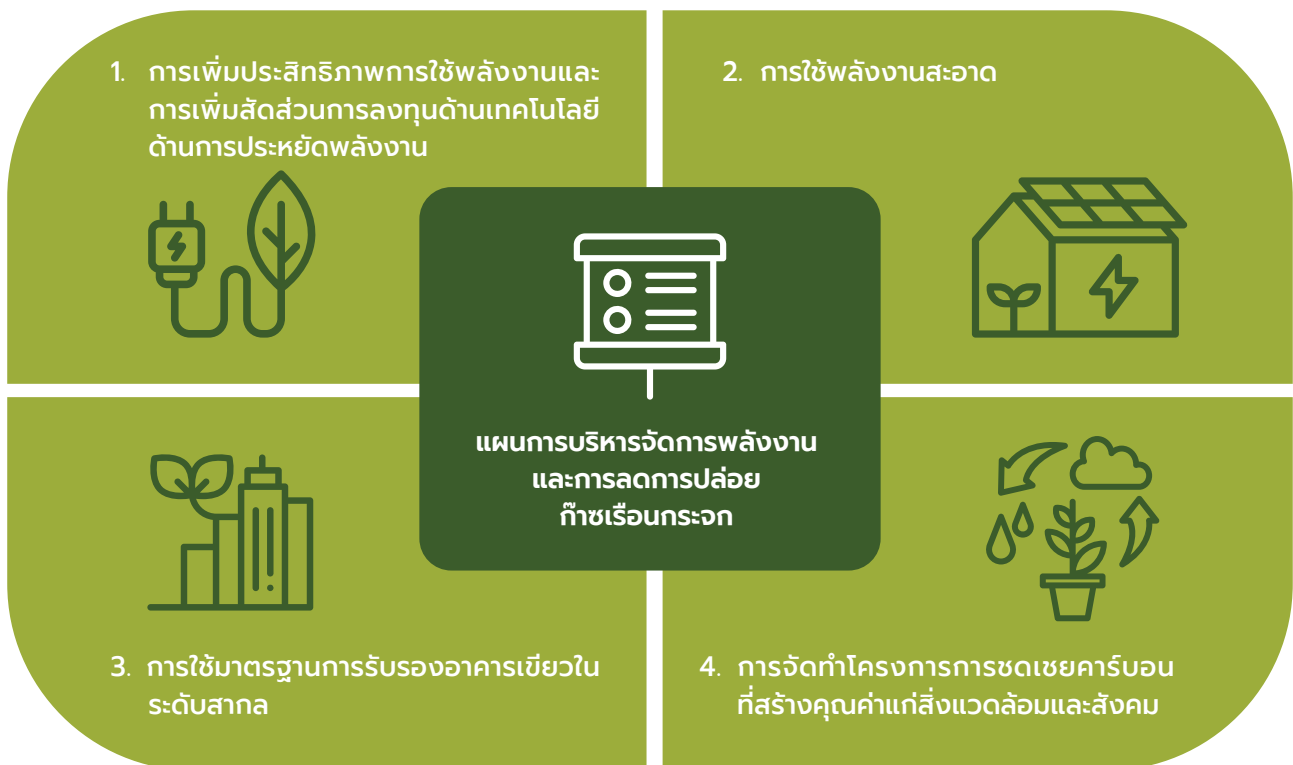 1. การเพิ่มประสิทธิภาพการใช้พลังงานและ
การเพิ่มสัดส่วนการลงทุนด้านเทคโนโลยี
ด้านการประหยัดพลังงาน
2. การใช้พลังงานสะอาด
แผนการบริหารจัดการพลังงาน
และการลดการปล่อย
ก๊าซเรือนกระจก
3. การใช้มาตรฐานการรับรองอาคารเขียวใน
ระดับสากล
4. การจัดทำโครงการการชดเชยคาร์บอน
ที่สร้างคุณค่าแก่สิ่งแวดล้อมและสังคม